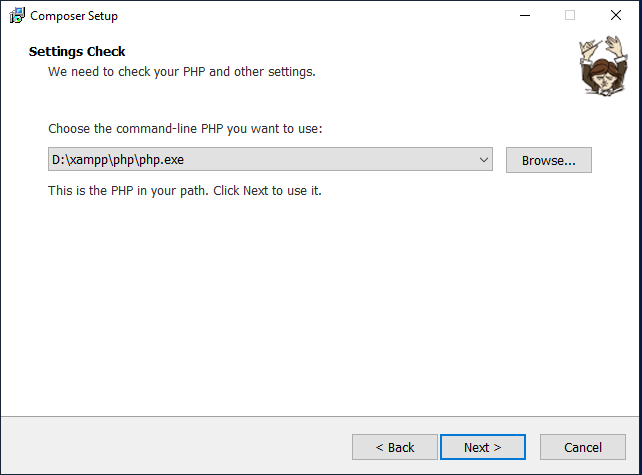 Composer Setup
Settings Check
We need to check your PHP and other settings.
Choose the command-line PHP you want to use:
D:\xampp\php\php.exe
Browse...
This is the PHP in your path. Click Next to use it.
< Back
Next >
Cancel